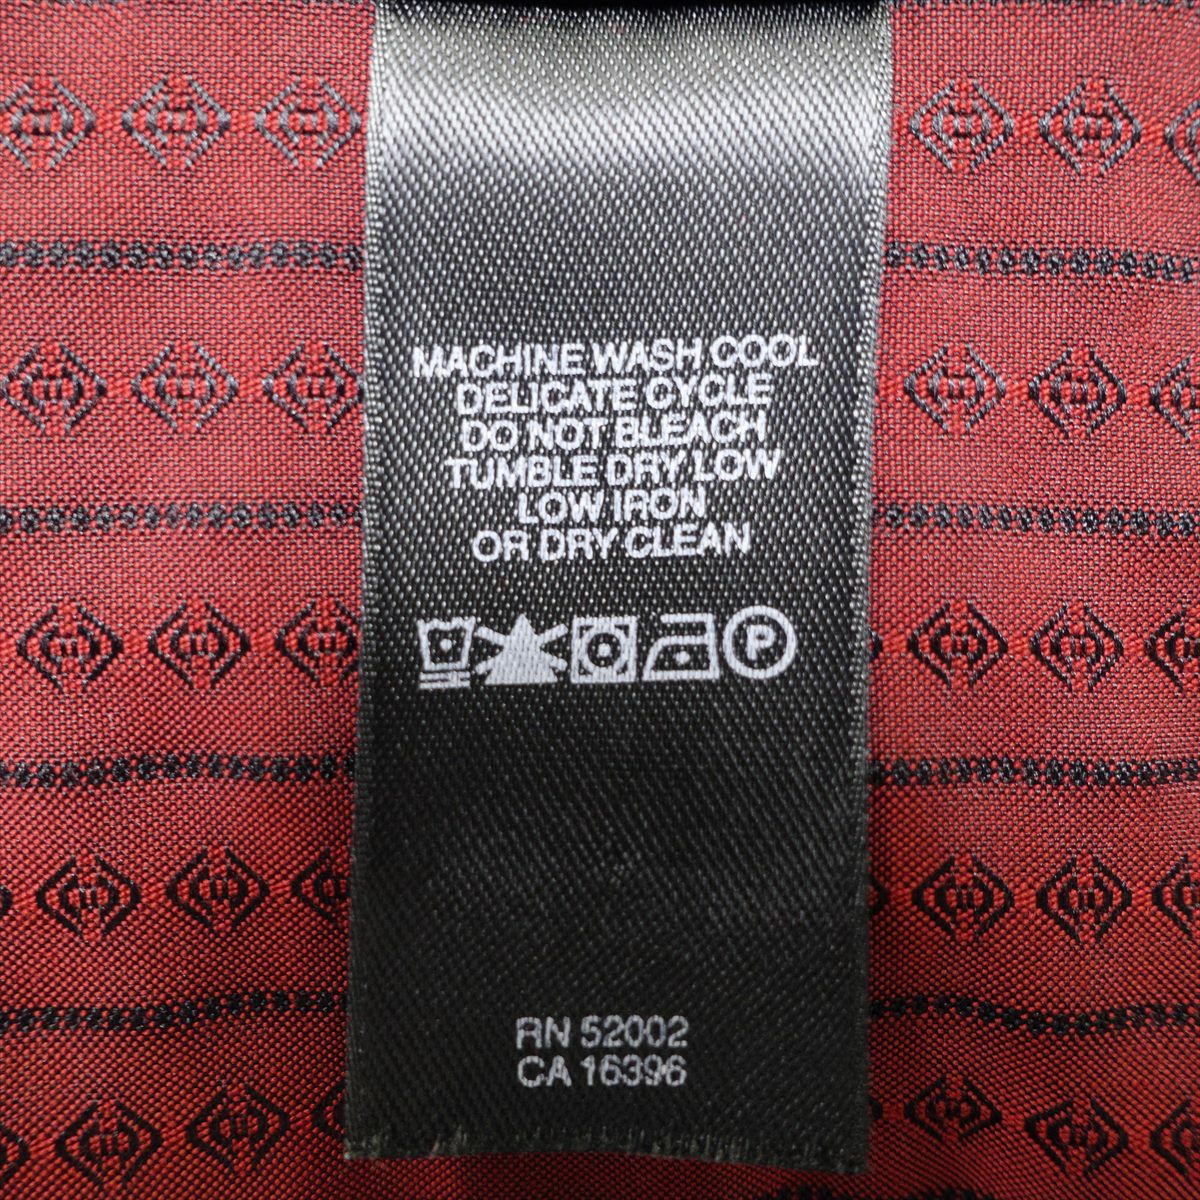 MACHINE WASH COOL
DELICATE CYCLE
DO NOT BLEACH
TUMBLE DRY LOW
LOW IRON
OR DRY CLEAN
P
RN 52002
CA 16396